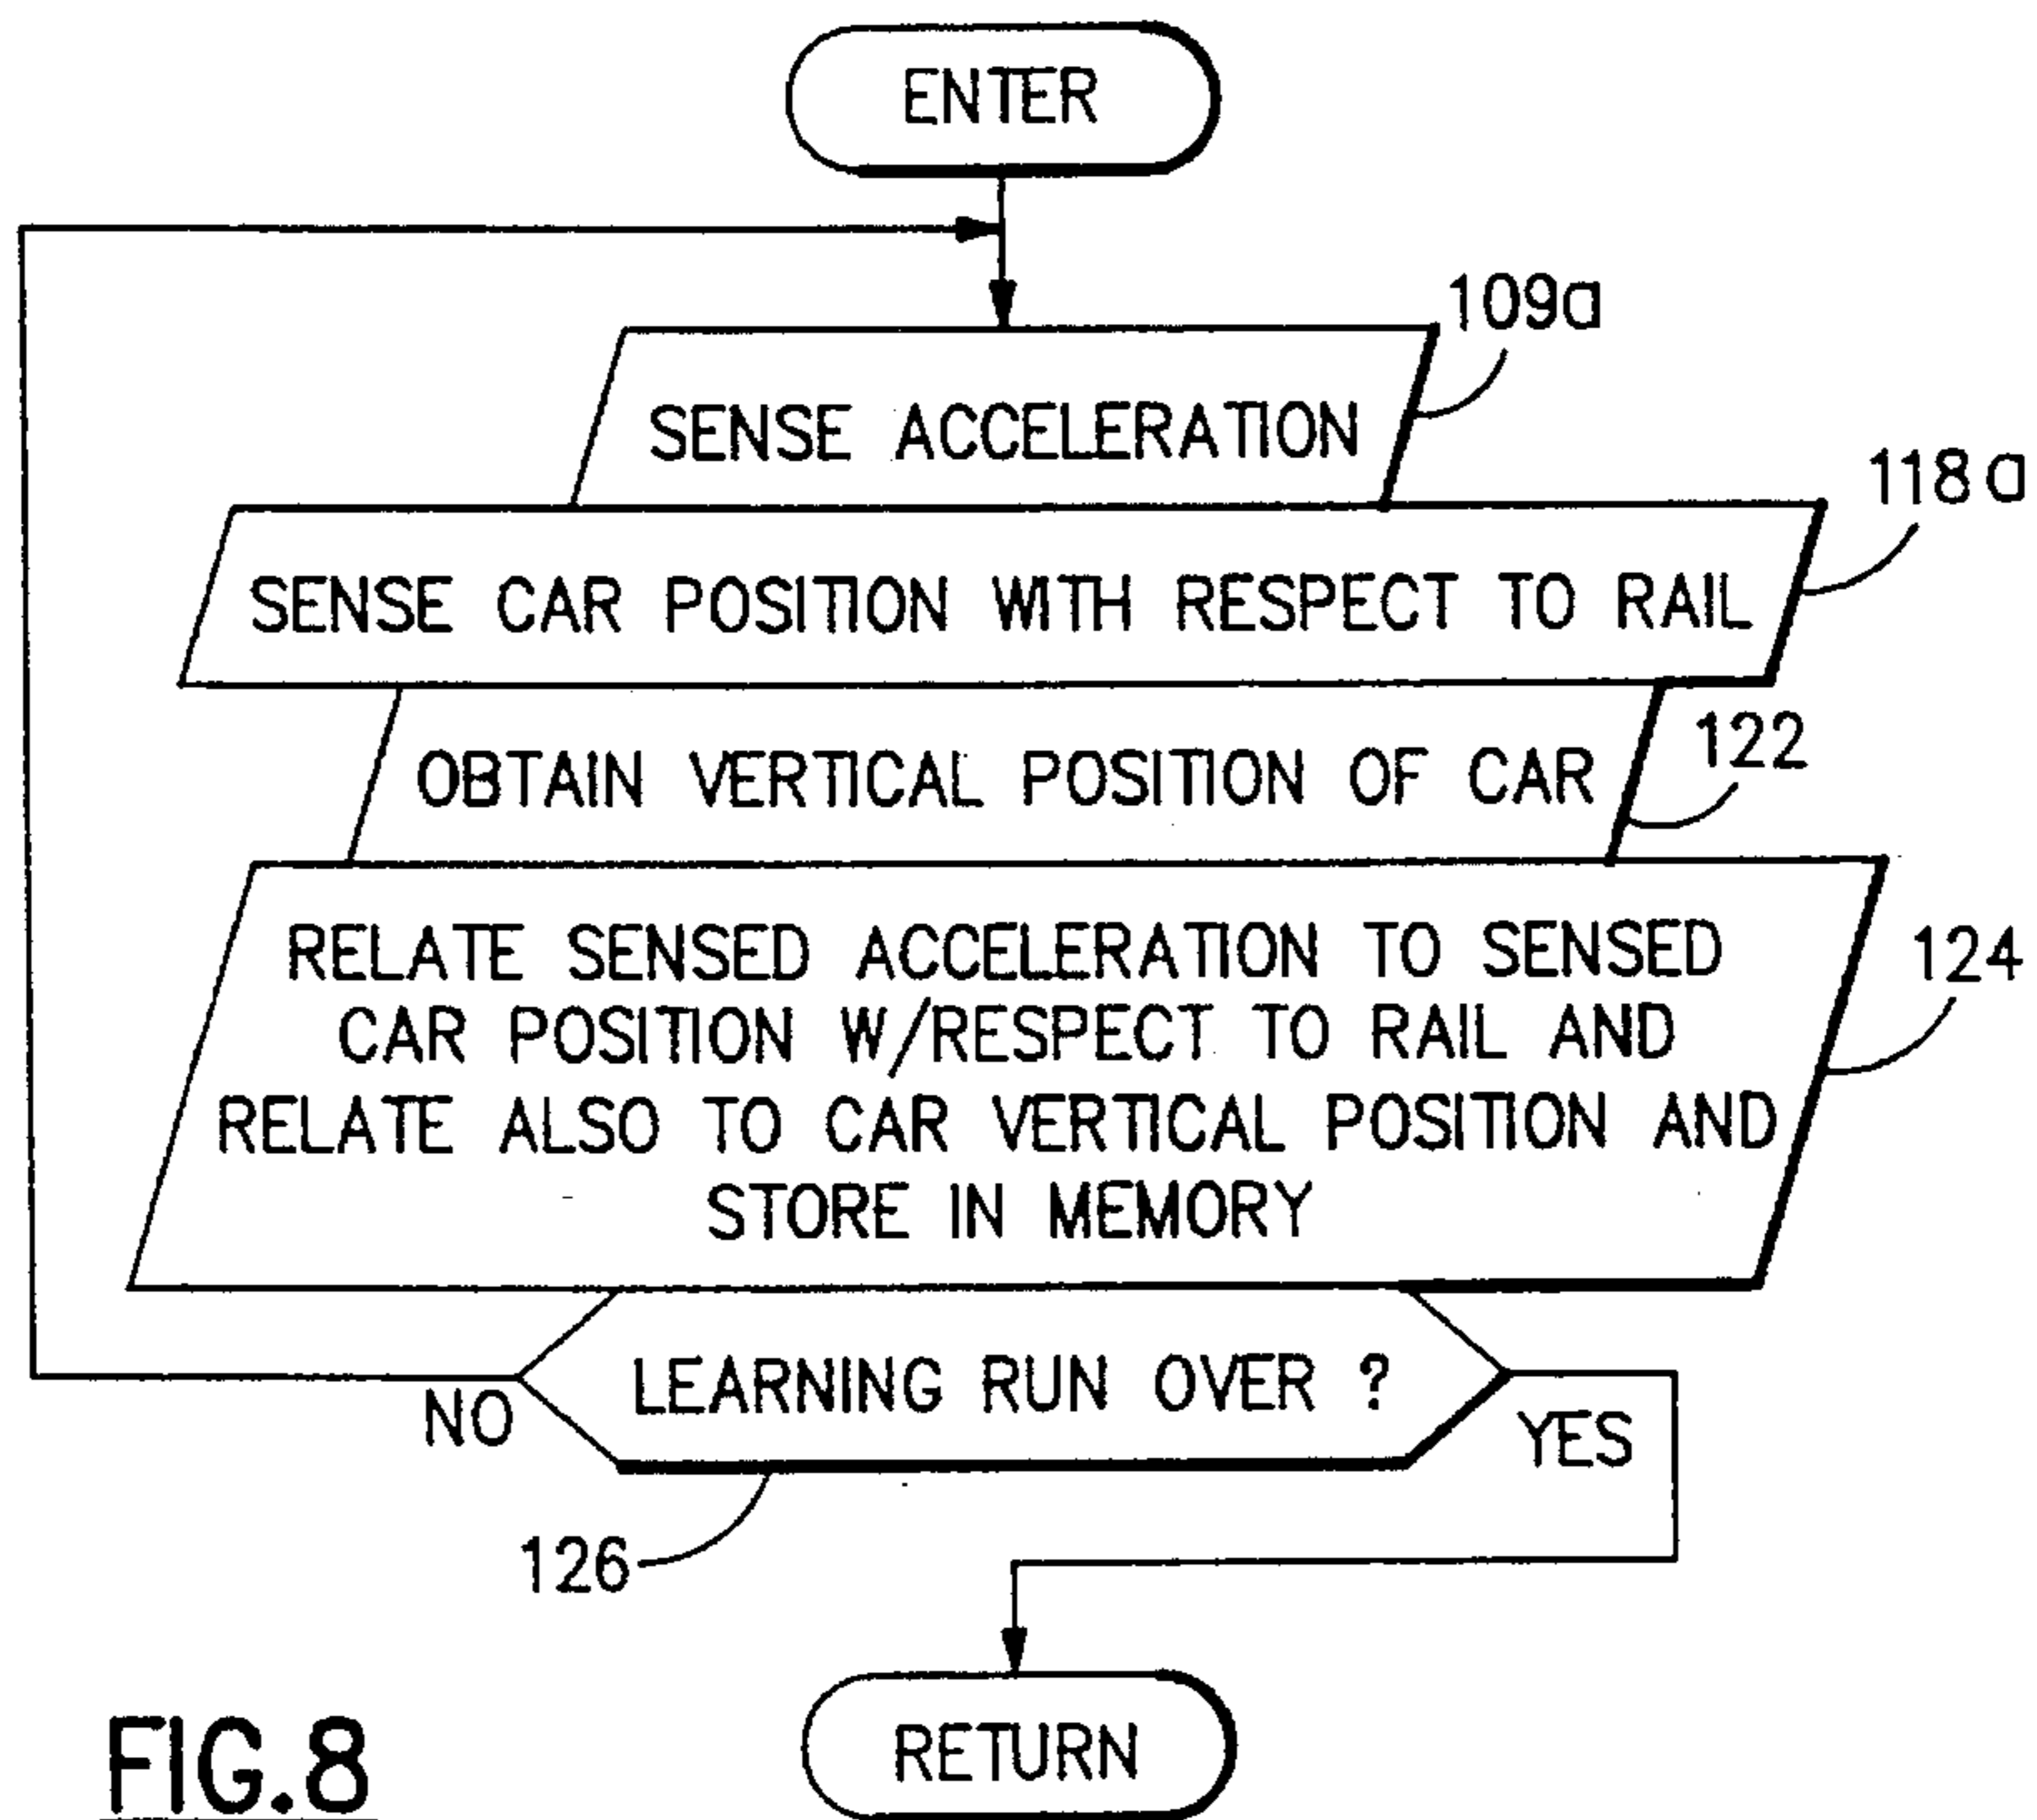 ENTER
109a
SENSE ACCELERATION
118a
SENSE CAR POSITION WITH RESPECT TO RAIL
122
OBTAIN VERTICAL POSITION OF CAR
124
RELATE SENSED ACCELERATION TO SENSED
CAR POSITION W/RESPECT TO RAIL AND
RELATE ALSO TO CAR VERTICAL POSITION AND
STORE IN MEMORY
LEARNING RUN OVER ?
NO
YES
126
RETURN
FIG.8